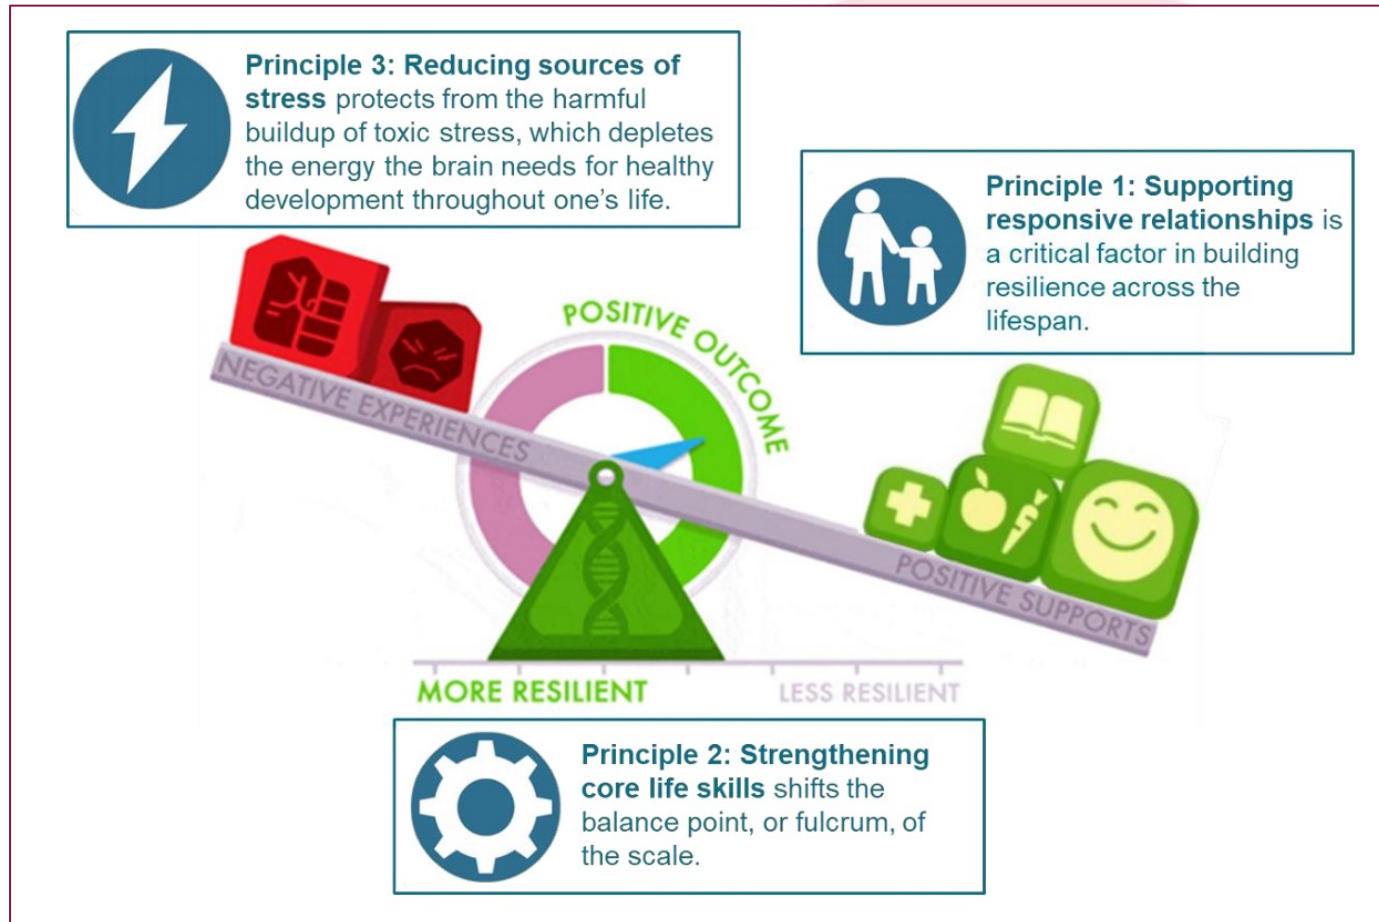 Principle 3: Reducing sources of
stress protects from the harmful
buildup of toxic stress, which depletes
the energy the brain needs for healthy
development throughout one’s life.
Principle 1: Supporting
responsive relationships is
a critical factor in building
resilience across the
lifespan.
POSITIVE OUTCOME
NEGATIVE EXPERIENCES
POSITIVE SUPPORTS
MORE RESILIENT
LESS RESILIENT
Principle 2: Strengthening
core life skills shifts the
balance point, or fulcrum, of
the scale.